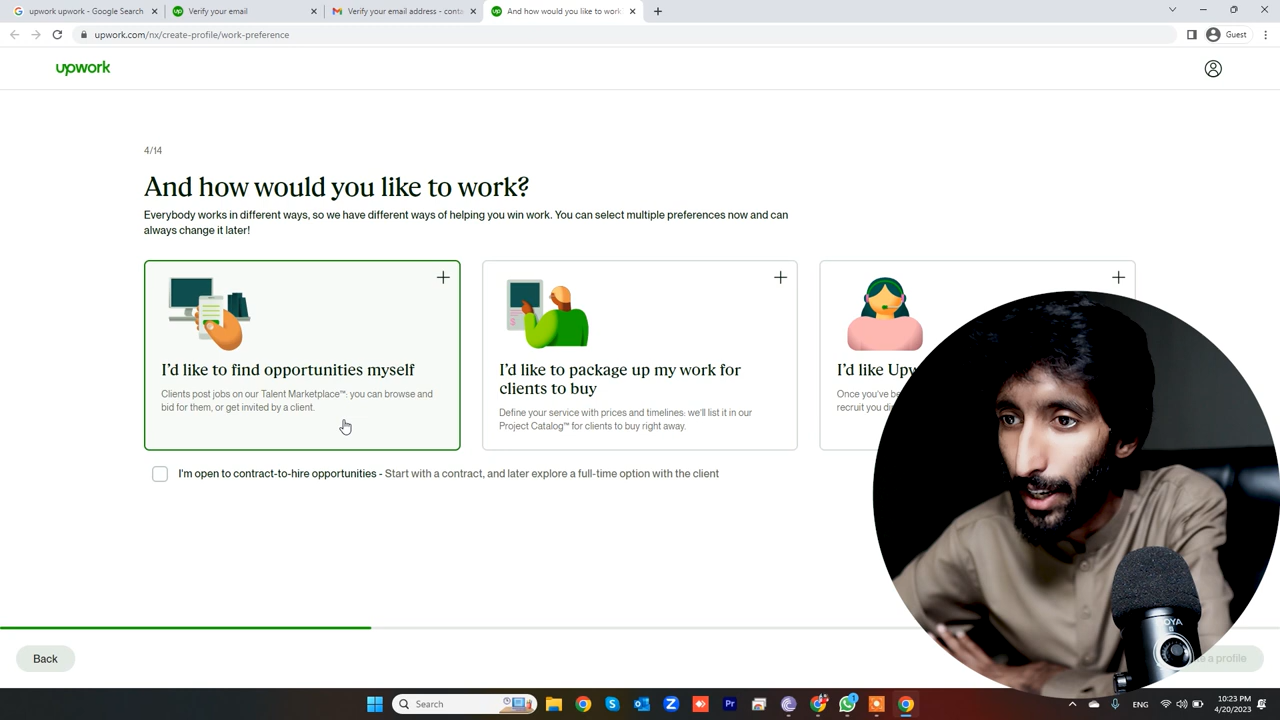 upwork upwork - Google Search
Verify your email
Verify your email address - conta
And how would you like to work
upwork.com/nx/create-profile/work-preference
Guest
upwork
4/14
And how would you like to work?
Everybody works in different ways, so we have different ways of helping you win work. You can select multiple preferences now and can
always change it later!
I'd like to find opportunities myself
Clients post jobs on our Talent Marketplace™: you can browse and
bid for them, or get invited by a client.
I'd like to package up my work for
clients to buy
Define your service with prices and timelines: we'll list it in our
Project Catalog™ for clients to buy right away.
I'd like Upw
Once you've be
recruit you di
I'm open to contract-to-hire opportunities - Start with a contract, and later explore a full-time option with the client
Back
a profile
Search
ENG
10:23 PM
4/20/2023